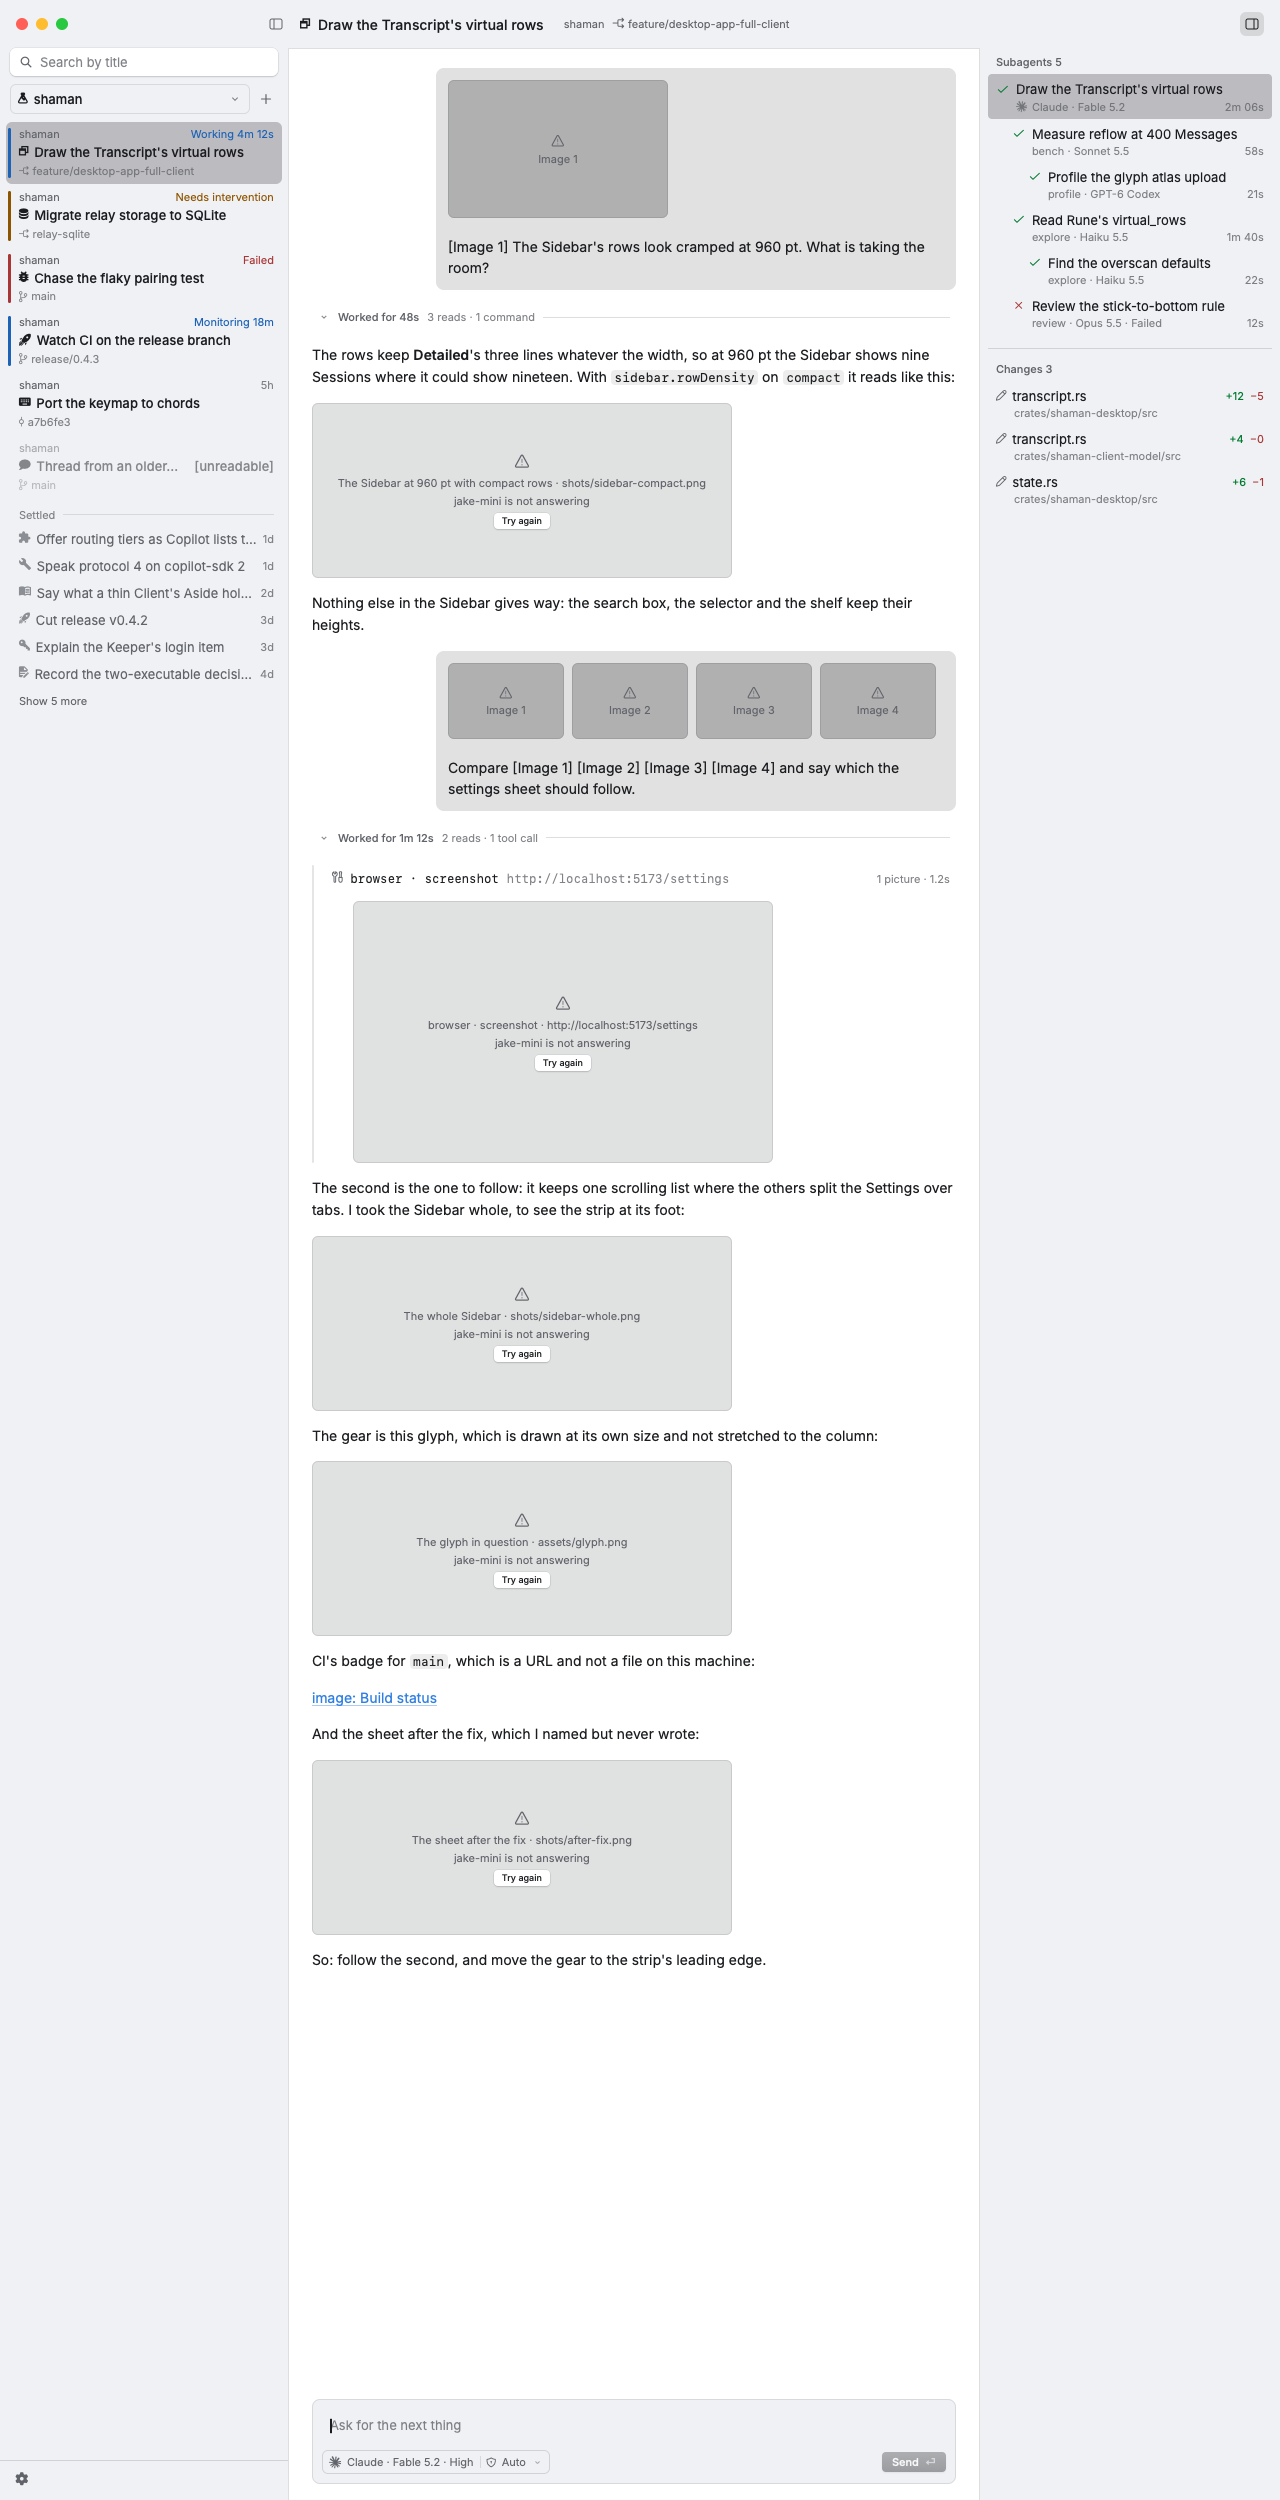 Draw the Transcript's virtual rows shaman feature/desktop-app-full-client
Search by title
shaman
shaman Working 4m 12s
Draw the Transcript's virtual rows
feature/desktop-app-full-client
shaman Needs intervention
Migrate relay storage to SQLite
relay-sqlite
shaman Failed
Chase the flaky pairing test
main
shaman Monitoring 18m
Watch CI on the release branch
release/0.4.3
shaman 5h
Port the keymap to chords
a7b6fe3
shaman
Thread from an older... [unreadable]
main
Settled
Offer routing tiers as Copilot lists t... 1d
Speak protocol 4 on copilot-sdk 2 1d
Say what a thin Client's Aside hol... 2d
Cut release v0.4.2 3d
Explain the Keeper's login item 3d
Record the two-executable decisi... 4d
Show 5 more
Image 1
[Image 1] The Sidebar's rows look cramped at 960 pt. What is taking the
room?
Worked for 48s 3 reads · 1 command
The rows keep Detailed's three lines whatever the width, so at 960 pt the Sidebar shows nine
Sessions where it could show nineteen. With sidebar.rowDensity on compact it reads like this:
The Sidebar at 960 pt with compact rows · shots/sidebar-compact.png
jake-mini is not answering
Try again
Nothing else in the Sidebar gives way: the search box, the selector and the shelf keep their
heights.
Image 1 Image 2 Image 3 Image 4
Compare [Image 1] [Image 2] [Image 3] [Image 4] and say which the
settings sheet should follow.
Worked for 1m 12s 2 reads · 1 tool call
browser · screenshot http://localhost:5173/settings 1 picture · 1.2s
browser · screenshot · http://localhost:5173/settings
jake-mini is not answering
Try again
The second is the one to follow: it keeps one scrolling list where the others split the Settings over
tabs. I took the Sidebar whole, to see the strip at its foot:
The whole Sidebar · shots/sidebar-whole.png
jake-mini is not answering
Try again
The gear is this glyph, which is drawn at its own size and not stretched to the column:
The glyph in question · assets/glyph.png
jake-mini is not answering
Try again
CI's badge for main, which is a URL and not a file on this machine:
image: Build status
And the sheet after the fix, which I named but never wrote:
The sheet after the fix · shots/after-fix.png
jake-mini is not answering
Try again
So: follow the second, and move the gear to the strip's leading edge.
Ask for the next thing
Claude · Fable 5.2 · High Auto Send
Subagents 5
Draw the Transcript's virtual rows
Claude · Fable 5.2 2m 06s
Measure reflow at 400 Messages
bench · Sonnet 5.5 58s
Profile the glyph atlas upload
profile · GPT-6 Codex 21s
Read Rune's virtual_rows
explore · Haiku 5.5 1m 40s
Find the overscan defaults
explore · Haiku 5.5 22s
Review the stick-to-bottom rule
review · Opus 5.5 · Failed 12s
Changes 3
transcript.rs +12 −5
crates/shaman-desktop/src
transcript.rs +4 −0
crates/shaman-client-model/src
state.rs +6 −1
crates/shaman-desktop/src